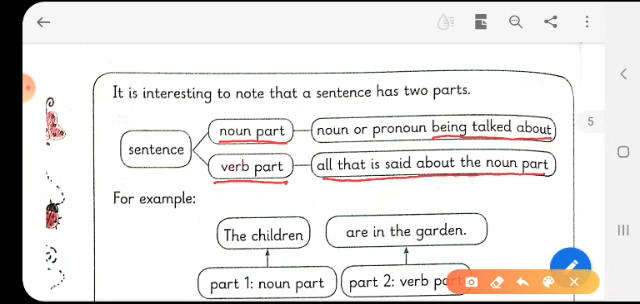 It is interesting to note that a sentence has two parts.
noun part noun or pronoun being talked about
sentence
verb part all that is said about the noun part
5
For example:
The children are in the garden.
part 1: noun part part 2: verb